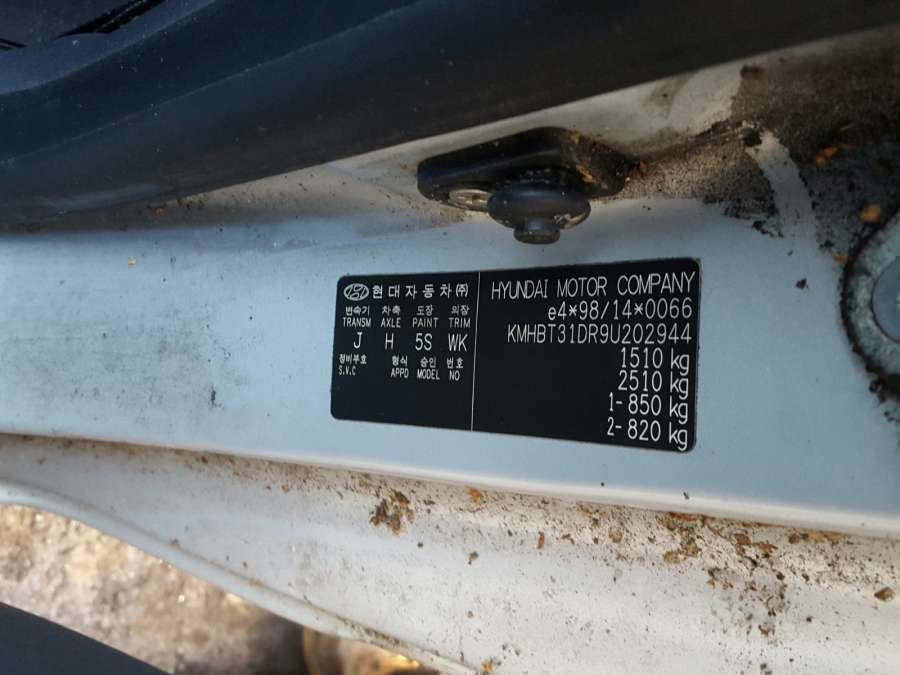 현대자동차㈜
변속기 차축 도장 의장
TRANSM AXLE PAINT TRIM
J H 5S WK
정비부호 형식 승인 번호
S.V.C APPD MODEL NO
HYUNDAI MOTOR COMPANY
e4*98/14*0066
KMHBT31DR9U202944
1510 kg
2510 kg
1- 850 kg
2- 820 kg